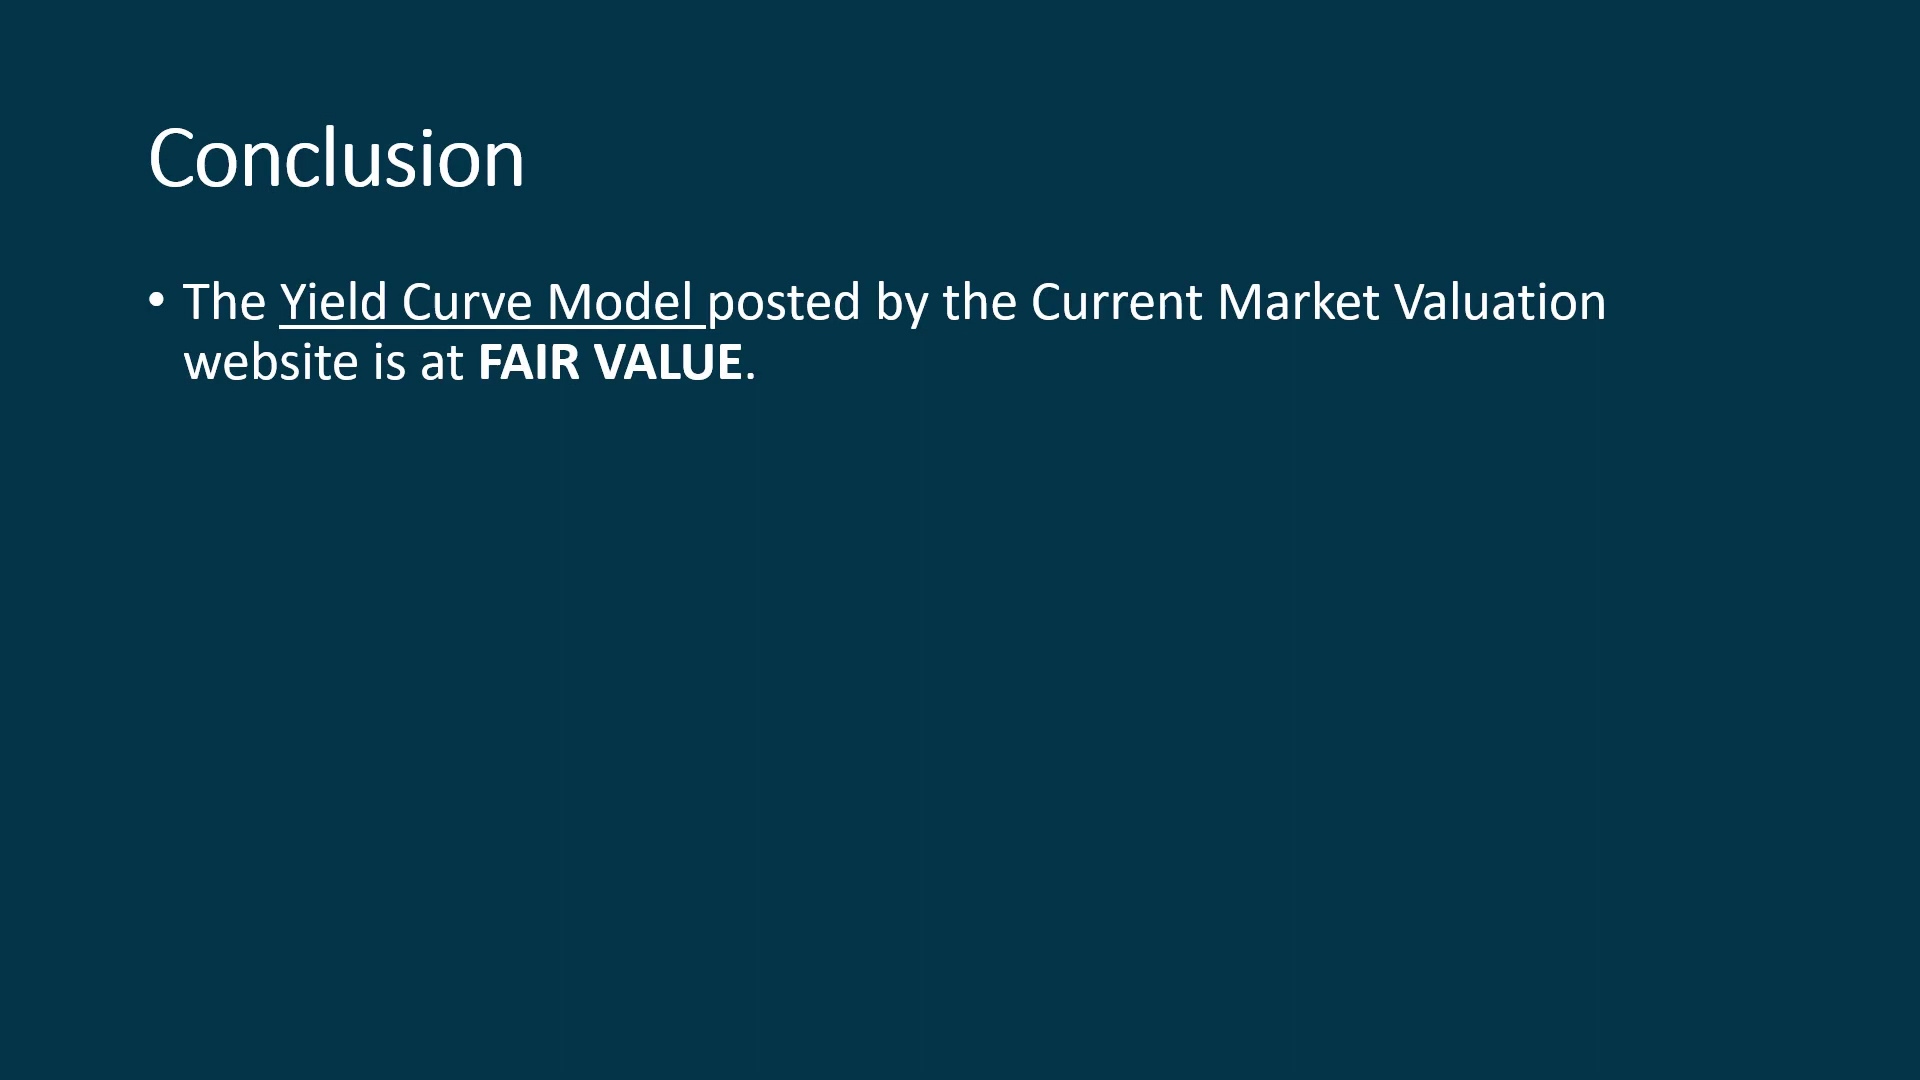 Conclusion
• The Yield Curve Model posted by the Current Market Valuation
website is at FAIR VALUE.